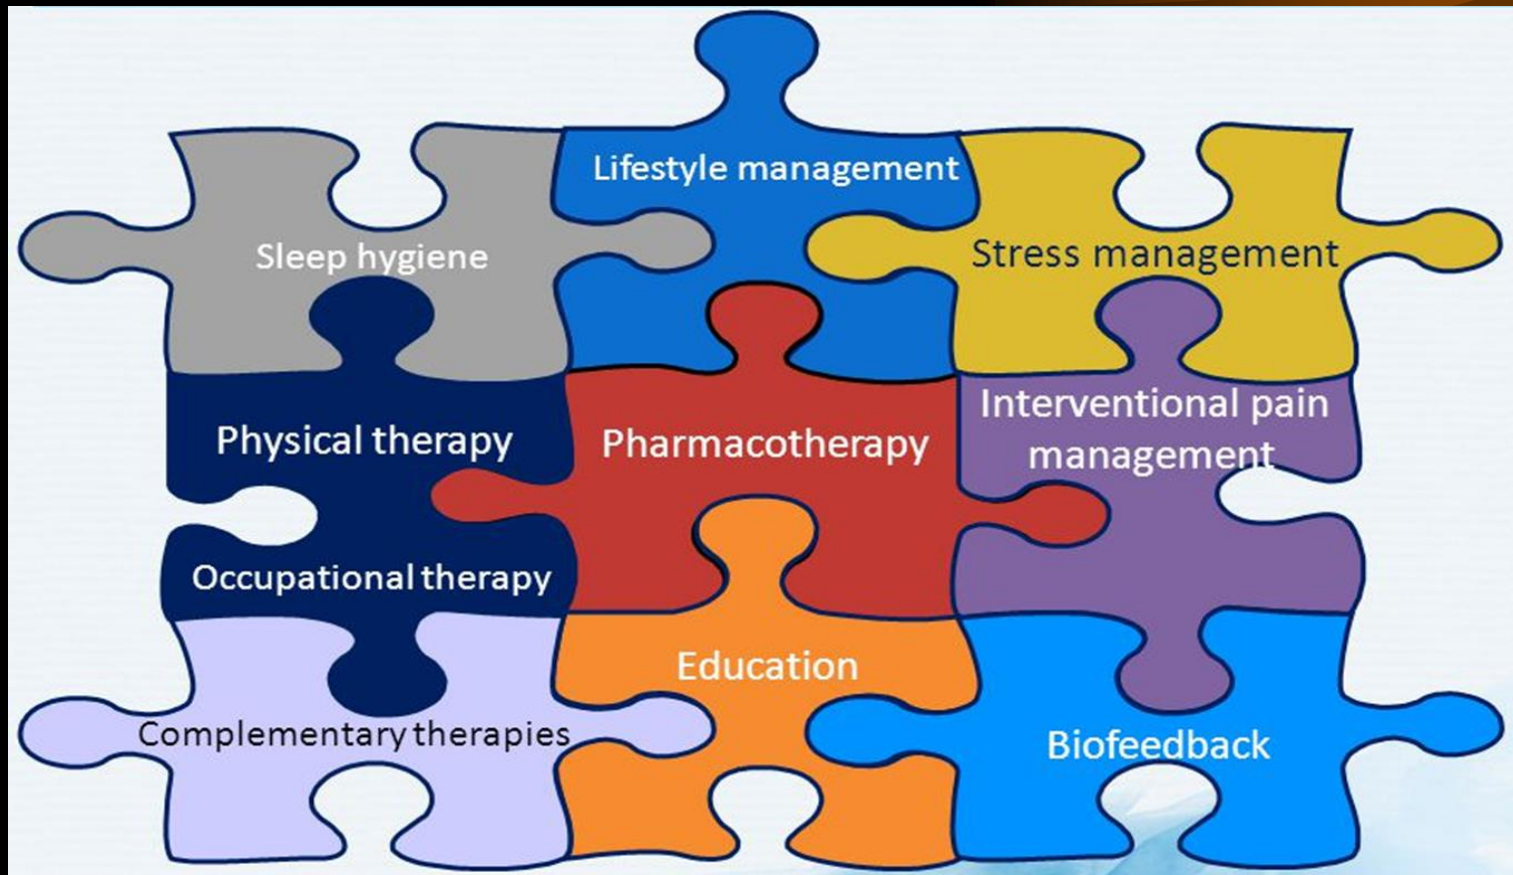 Lifestyle management
Sleep hygiene
Stress management
Physical therapy
Pharmacotherapy
Interventional pain
management
Occupational therapy
Education
Complementary therapies
Biofeedback